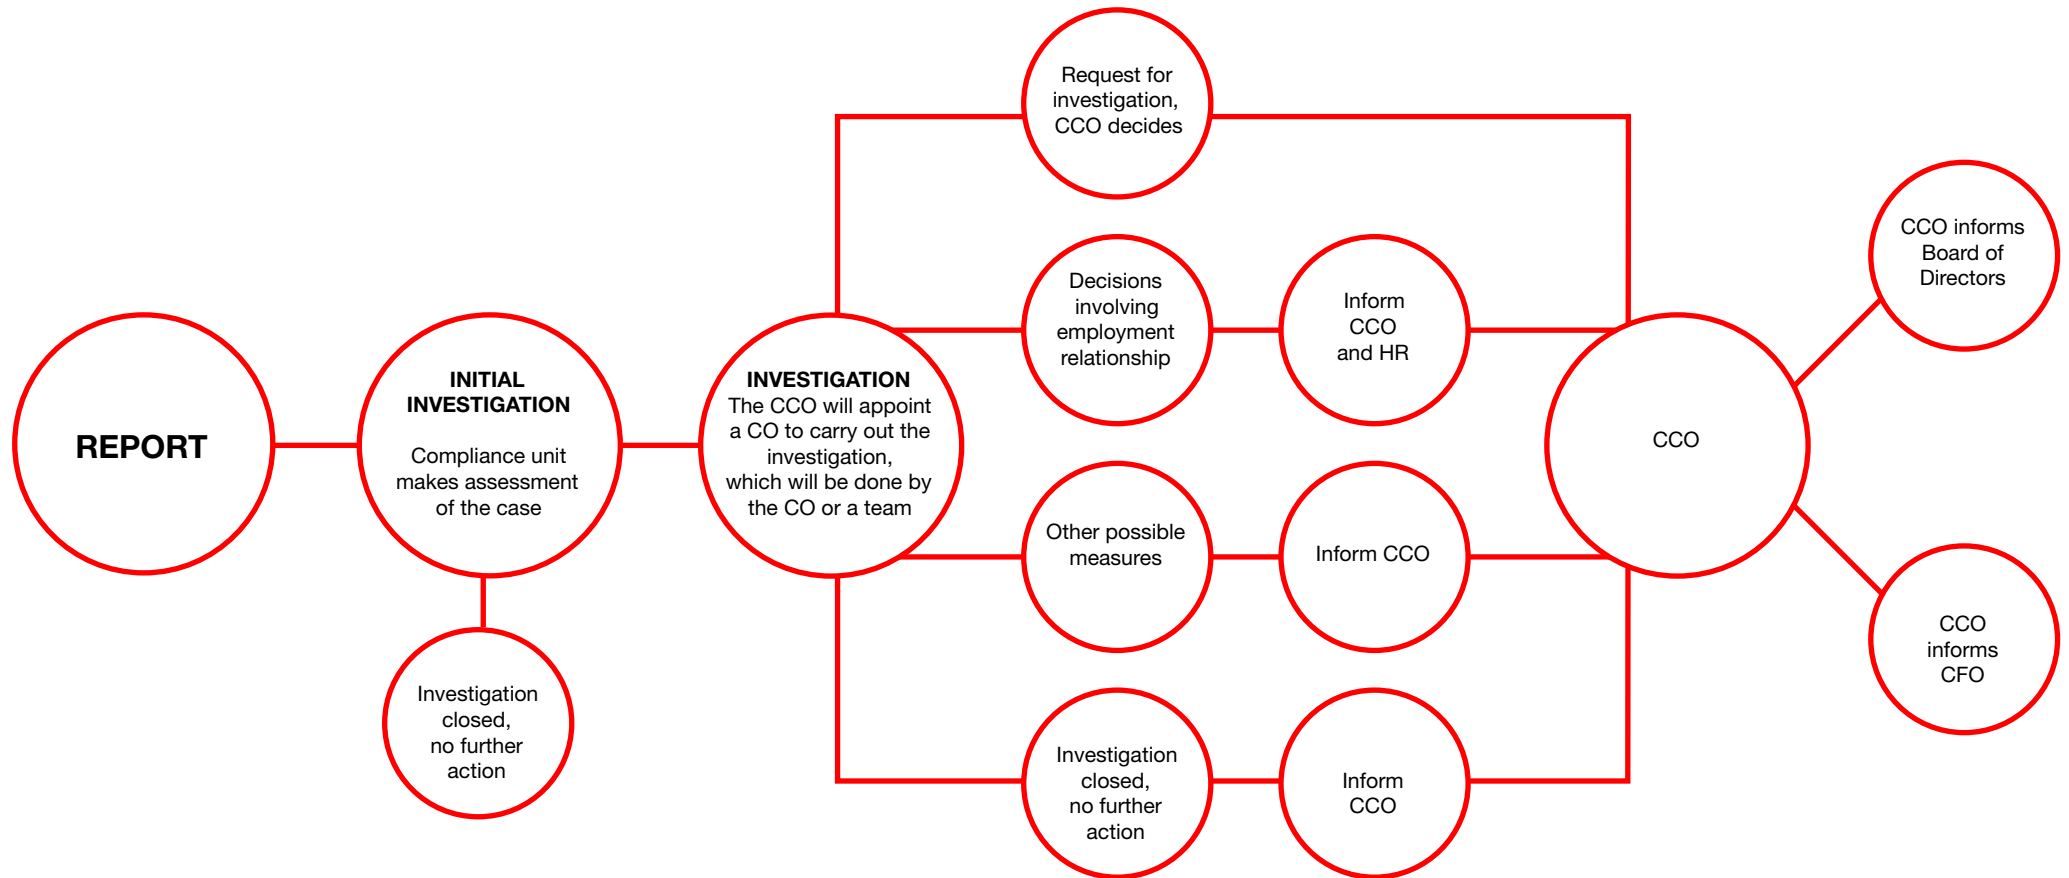 REPORT
INITIAL
INVESTIGATION
Compliance unit
makes assessment
of the case
Investigation
closed,
no further
action
INVESTIGATION
The CCO will appoint
a CO to carry out the
investigation,
which will be done by
the CO or a team
Request for
investigation,
CCO decides
Decisions
involving
employment
relationship
Inform
CCO
and HR
Other possible
measures
Inform CCO
Investigation
closed,
no further
action
Inform
CCO
CCO
CCO informs
Board of
Directors
CCO
informs
CFO